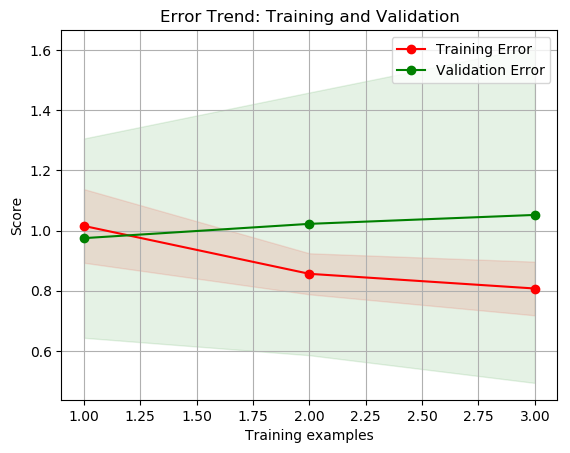 Error Trend: Training and Validation
Training Error
Validation Error
Score
1.6
1.4
1.2
1.0
0.8
0.6
1.00 1.25 1.50 1.75 2.00 2.25 2.50 2.75 3.00
Training examples